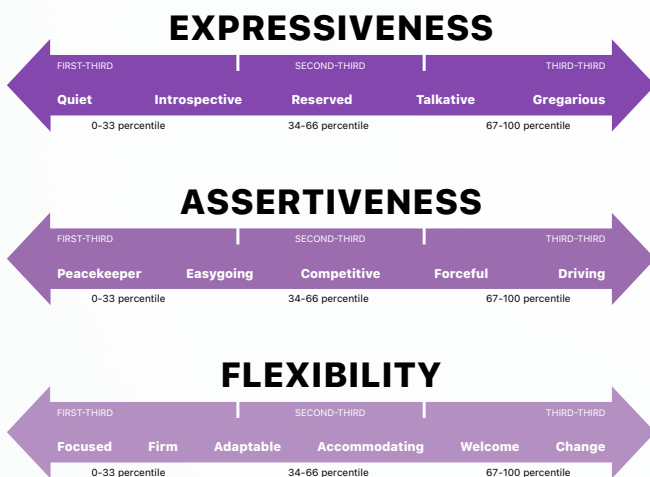 EXPRESSIVENESS
FIRST-THIRD SECOND-THIRD THIRD-THIRD
Quiet Introspective Reserved Talkative Gregarious
0-33 percentile 34-66 percentile 67-100 percentile
ASSERTIVENESS
FIRST-THIRD SECOND-THIRD THIRD-THIRD
Peacekeeper Easygoing Competitive Forceful Driving
0-33 percentile 34-66 percentile 67-100 percentile
FLEXIBILITY
FIRST-THIRD SECOND-THIRD THIRD-THIRD
Focused Firm Adaptable Accommodating Welcome Change
0-33 percentile 34-66 percentile 67-100 percentile